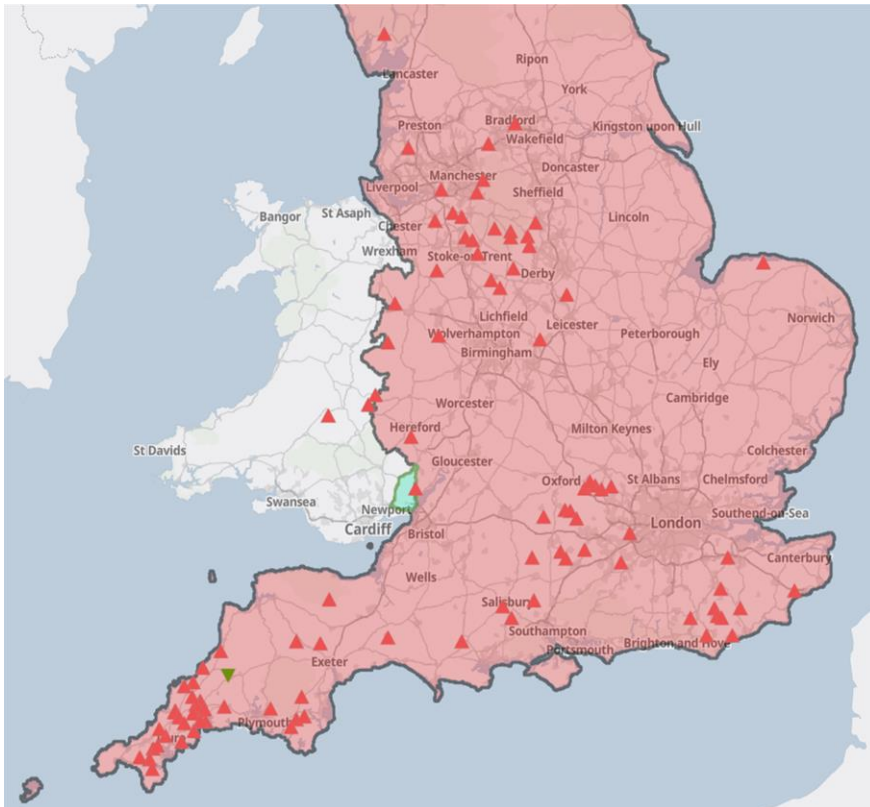 Ripon
Lancaster
York
Bradford
Preston
Kingston upon Hull
Wakefield
Doncaster
Manchester
Liverpool
Sheffield
Bangor
St Asaph
Lincoln
Chester
Wrexham
Stoke-on-Trent
Derby
Lichfield
Norwich
Leicester
Wolverhampton
Peterborough
Birmingham
Ely
Cambridge
Worcester
Hereford
Milton Keynes
St Davids
Colchester
Gloucester
Oxford
St Albans
Chelmsford
Swansea
Newport
Southend-on-Sea
London
Cardiff
Bristol
Canterbury
Wells
Salisbury
Southampton
Brighton and Hove
Portsmouth
Exeter
Plymouth
Truro